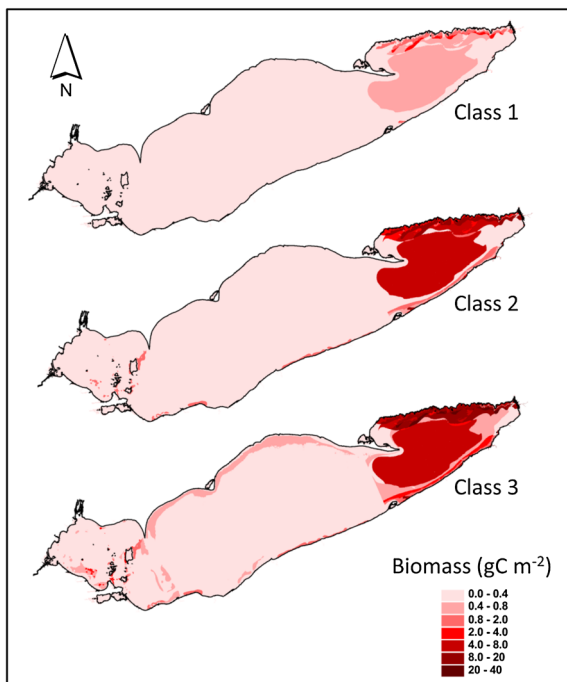 N
Class 1
Class 2
Class 3
Biomass (gC m⁻²)
0.0 - 0.4
0.4 - 0.8
0.8 - 2.0
2.0 - 4.0
4.0 - 8.0
8.0 - 20
20 - 40